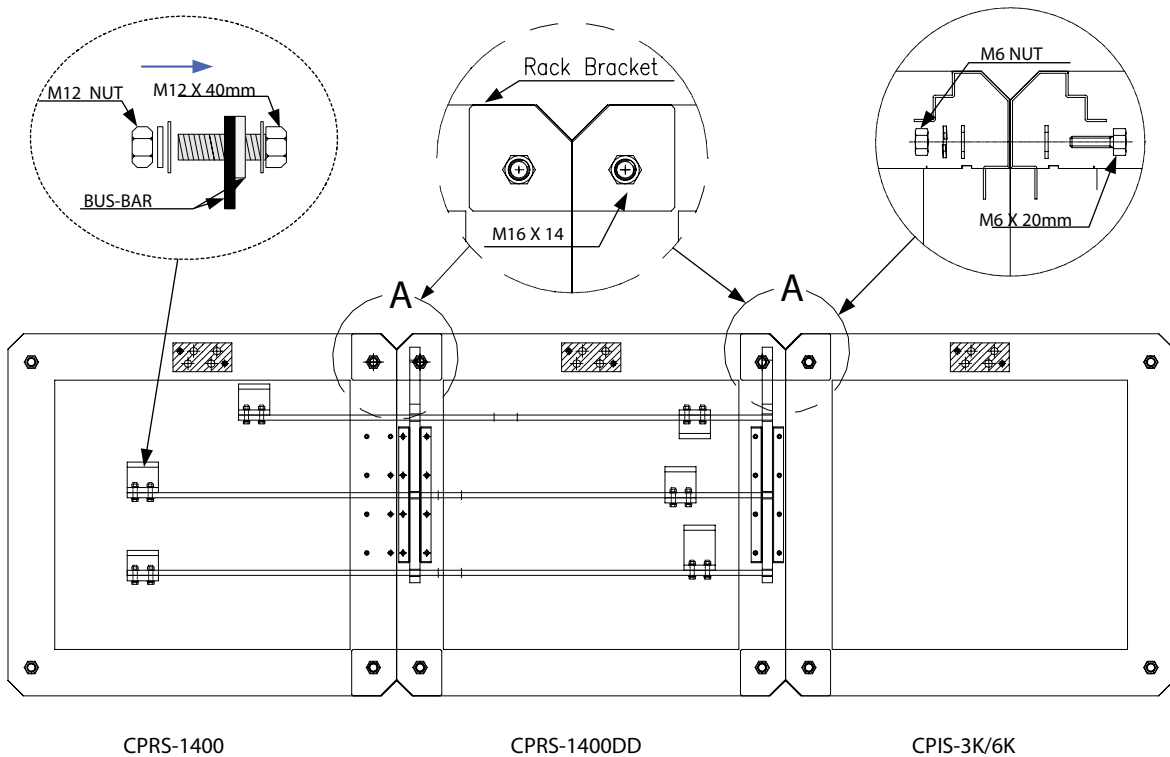 M12 NUT
M12 X 40mm
BUS-BAR
Rack Bracket
M16 X 14
M6 NUT
M6 X 20mm
A
A
CPRS-1400
CPRS-1400DD
CPIS-3K/6K